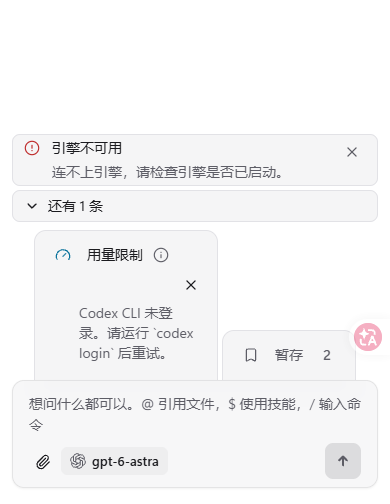 引擎不可用
连不上引擎，请检查引擎是否已启动。
还有 1 条
用量限制
Codex CLI 未登
录。请运行 `codex
login` 后重试。
暂存 2
想问什么都可以。@ 引用文件，$ 使用技能，/ 输入命
令
gpt-6-astra